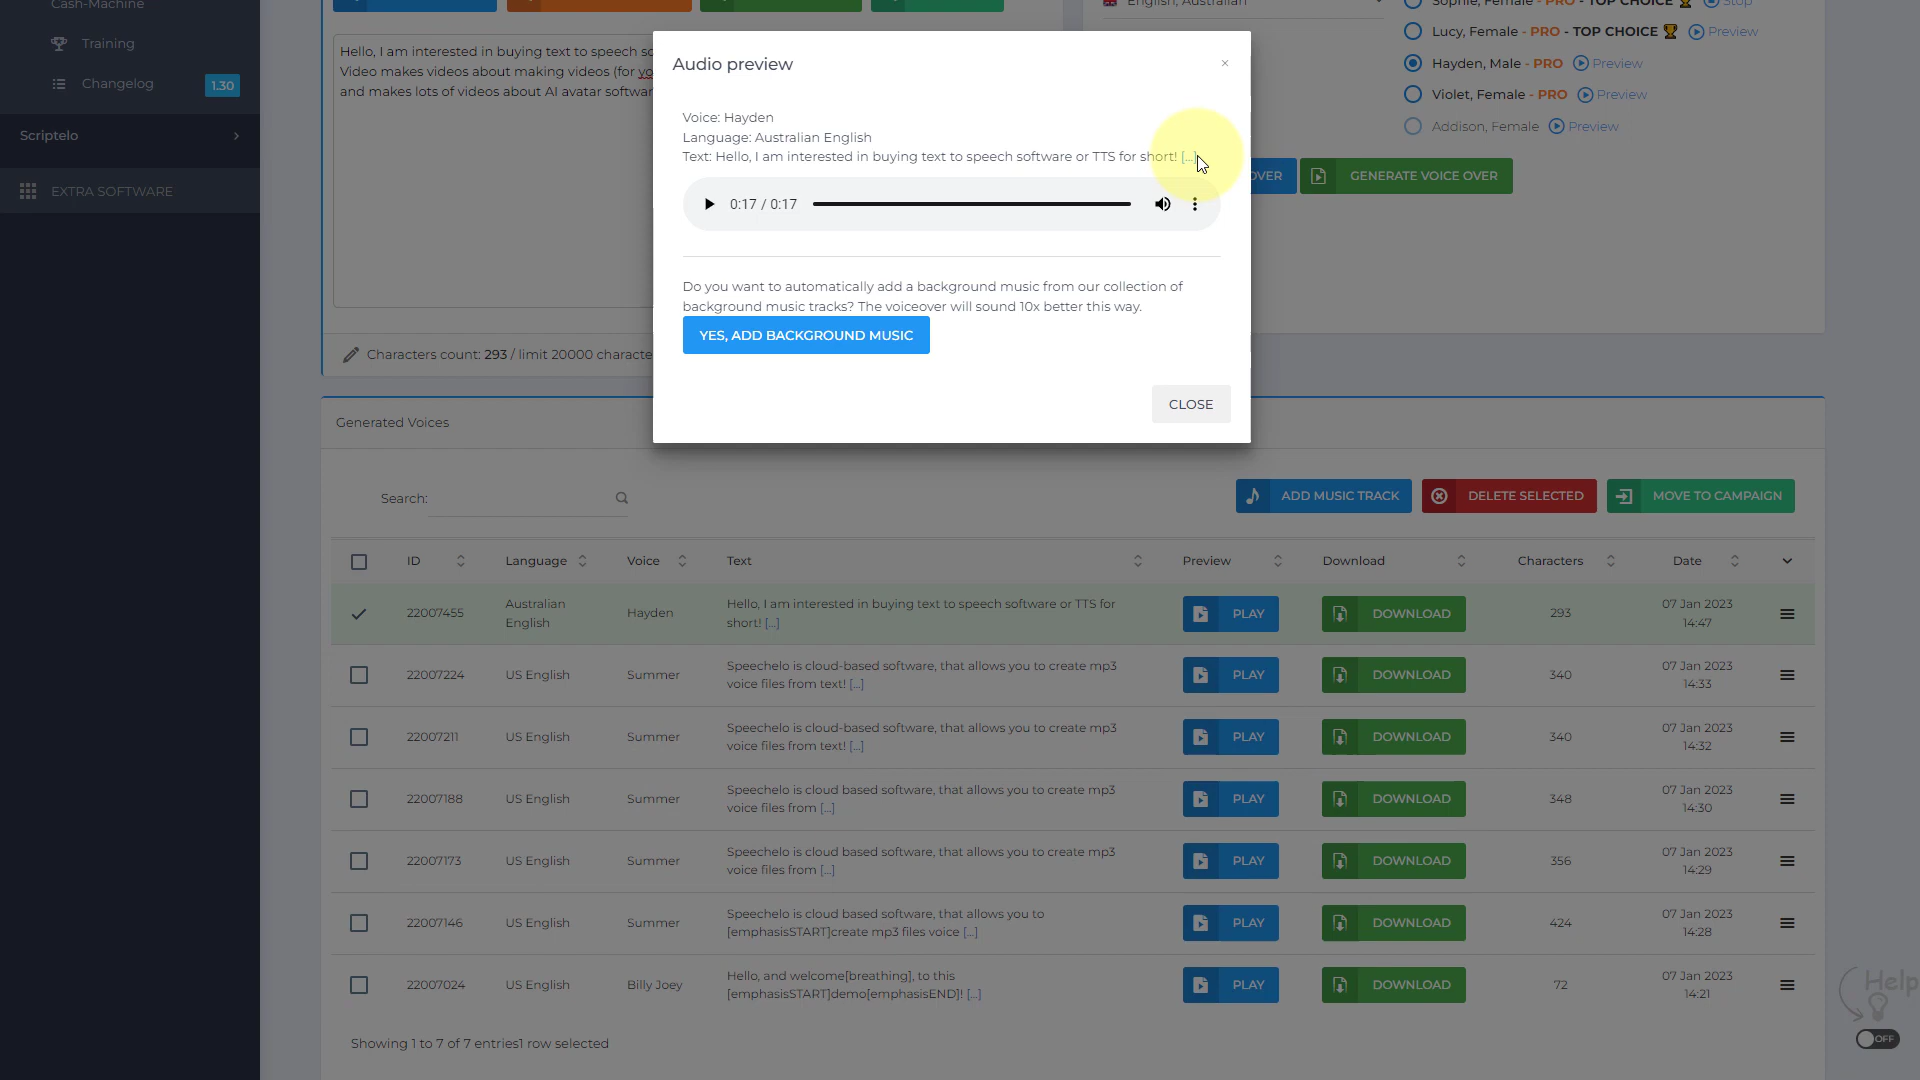 Cash-Machine
Training
Changelog
1.30
Scriptelo
EXTRA SOFTWARE
Hello, I am interested in buying text to speech
Video makes videos about making videos (for
and makes lots of videos about AI avatar
Characters count: 293 / limit 20000
English, Australian
Sophie, Female - PRO - TOP CHOICE Stop
Lucy, Female - PRO - TOP CHOICE Preview
Hayden, Male - PRO Preview
Violet, Female - PRO Preview
Addison, Female Preview
OVER
GENERATE VOICE OVER
Audio preview
×
Voice: Hayden
Language: Australian English
Text: Hello, I am interested in buying text to speech software or TTS for short! [...]
0:17 / 0:17
Do you want to automatically add a background music from our collection of
background music tracks? The voiceover will sound 10x better this way.
YES, ADD BACKGROUND MUSIC
CLOSE
Generated Voices
Search:
ADD MUSIC TRACK
DELETE SELECTED
MOVE TO CAMPAIGN
ID Language Voice Text Preview Download Characters Date
22007455 Australian English Hayden Hello, I am interested in buying text to speech software or TTS for
short! [...] PLAY DOWNLOAD 293 07 Jan 2023 14:47
22007224 US English Summer Speechelo is cloud-based software, that allows you to create mp3
voice files from text! [...] PLAY DOWNLOAD 340 07 Jan 2023 14:33
22007211 US English Summer Speechelo is cloud-based software, that allows you to create mp3
voice files from text! [...] PLAY DOWNLOAD 340 07 Jan 2023 14:32
22007188 US English Summer Speechelo is cloud based software, that allows you to create mp3
voice files from [...] PLAY DOWNLOAD 348 07 Jan 2023 14:30
22007173 US English Summer Speechelo is cloud based software, that allows you to create mp3
voice files from [...] PLAY DOWNLOAD 356 07 Jan 2023 14:29
22007146 US English Summer Speechelo is cloud based software, that allows you to
[emphasisSTART]create mp3 files voice [...] PLAY DOWNLOAD 424 07 Jan 2023 14:28
22007024 US English Billy Joey Hello, and welcome[breathing], to this
[emphasisSTART]demo[emphasisEND]! [...] PLAY DOWNLOAD 72 07 Jan 2023 14:21
Showing 1 to 7 of 7 entries1 row selected
Help
OFF